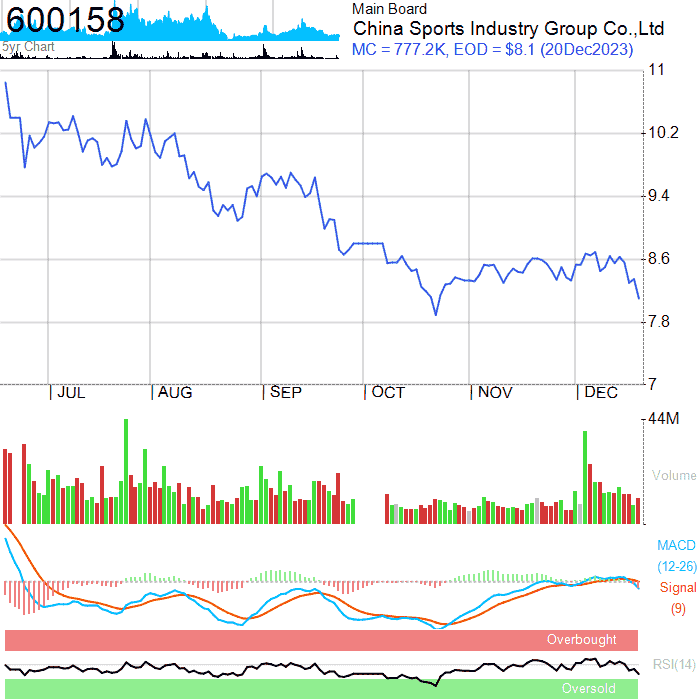 600158
5yr Chart
Main Board
China Sports Industry Group Co.,Ltd
MC = 777.2K, EOD = $8.1 (20Dec2023)
11
10.2
9.4
8.6
7.8
7
JUL
AUG
SEP
OCT
NOV
DEC
44M
Volume
MACD
(12-26)
Signal
(9)
Overbought
RSI(14)
Oversold